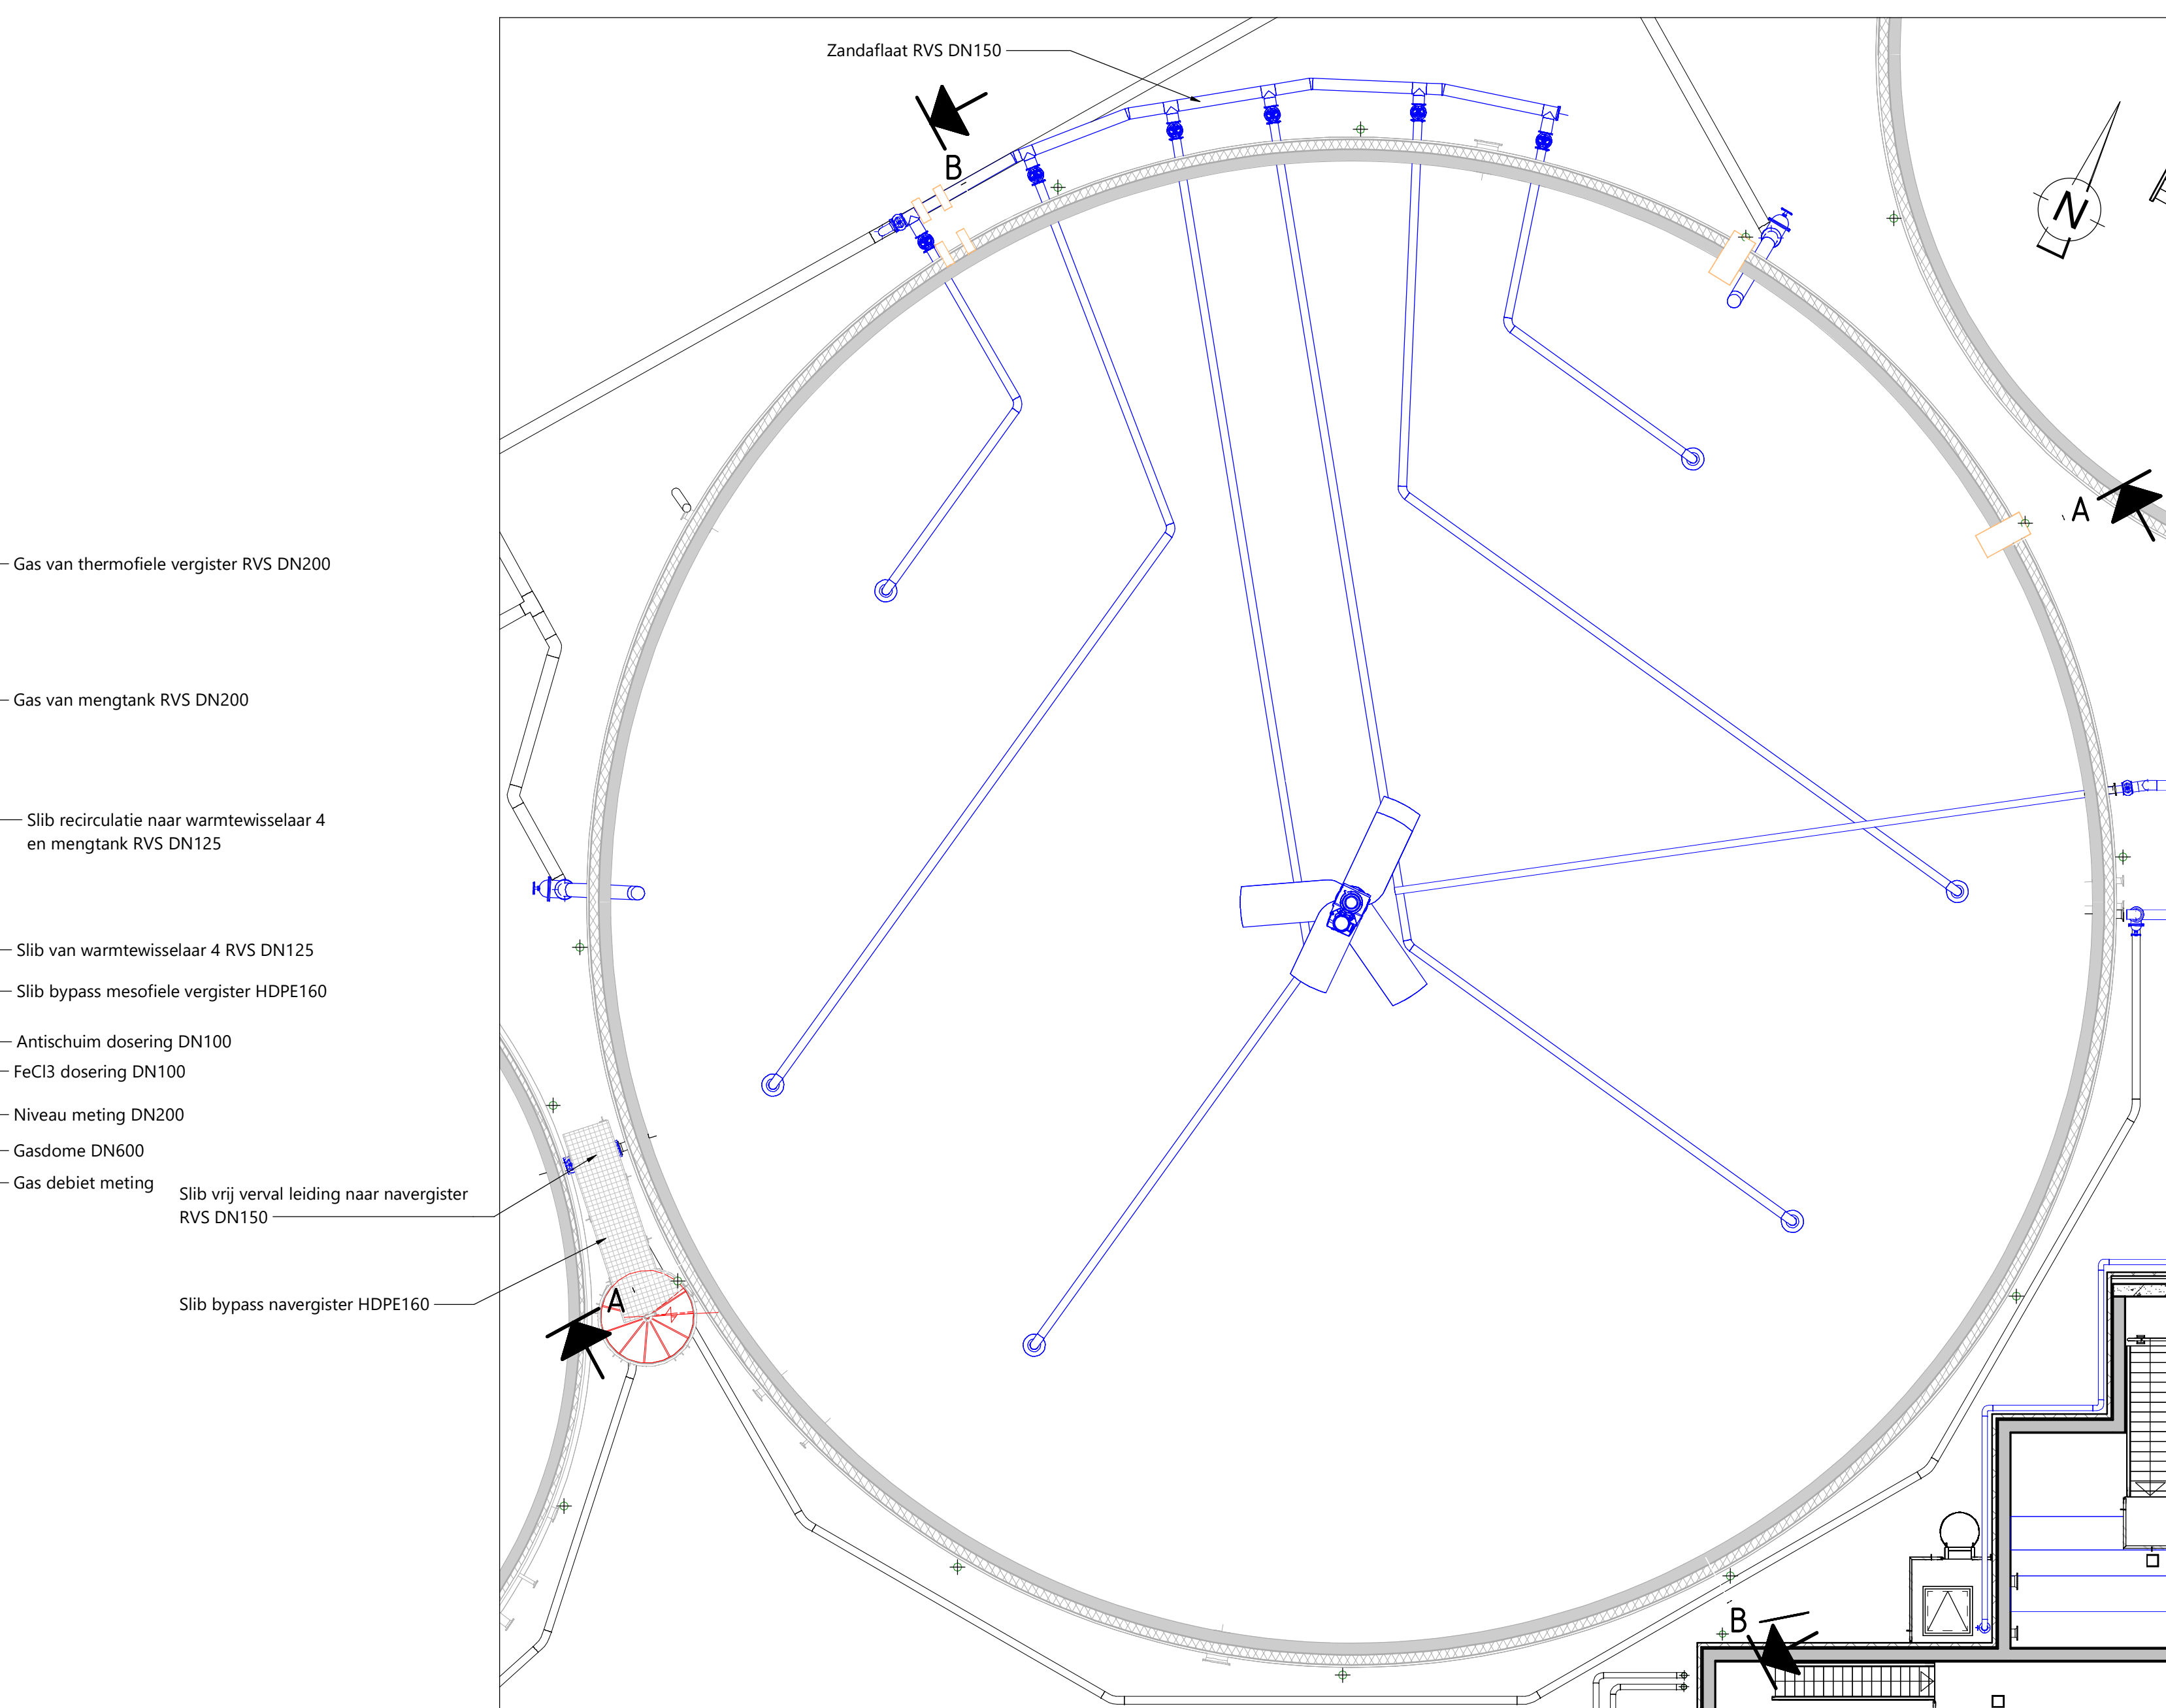 Zandaflaat RVS DN150
B
N
A
Gas van thermofiele vergister RVS DN200
Gas van mengtank RVS DN200
Slib recirculatie naar warmtewisselaar 4
en mengtank RVS DN125
Slib van warmtewisselaar 4 RVS DN125
Slib bypass mesofiele vergister HDPE160
Antischuim dosering DN100
FeCl3 dosering DN100
Niveau meting DN200
Gasdome DN600
Gas debiet meting
Slib vrij verval leiding naar navergister
RVS DN150
Slib bypass navergister HDPE160
A
B